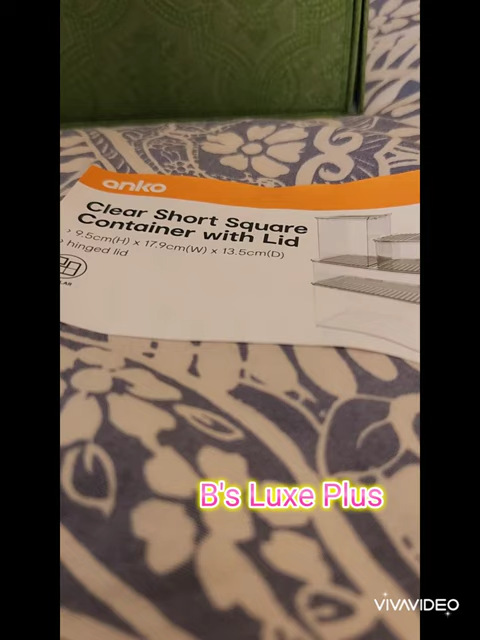 anko
Clear Short Square
Container with Lid
› 9.5cm(H) x 17.9cm(W) x 13.5cm(D)
› hinged lid
B's Luxe Plus
VIVAVIDEO